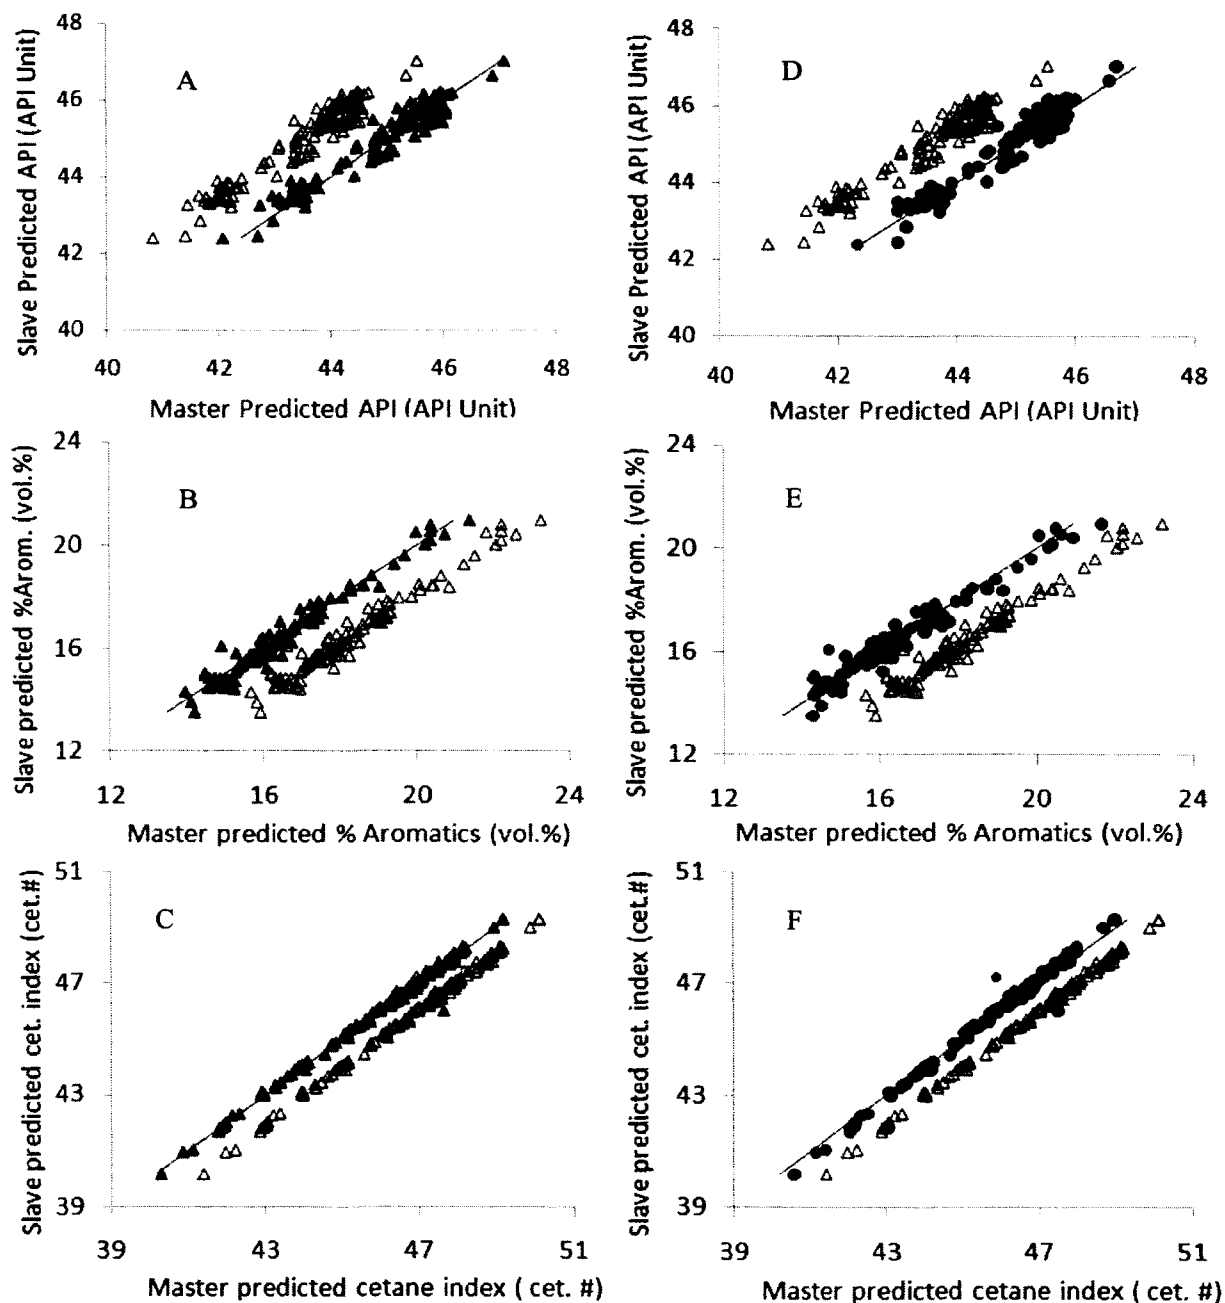 A
Slave Predicted API (API Unit)
48
46
44
42
40
40
42
44
46
48
Master Predicted API (API Unit)
D
Slave Predicted API (API Unit)
48
46
44
42
40
40
42
44
46
48
Master Predicted API (API Unit)
B
Slave predicted %Arom. (vol.%)
24
20
16
12
12
16
20
24
Master predicted % Aromatics (vol.%)
E
Slave predicted %Arom. (vol.%)
24
20
16
12
12
16
20
24
Master predicted % Aromatics (vol.%)
C
Slave predicted cet. index (cet.#)
51
47
43
39
39
43
47
51
Master predicted cetane index ( cet. #)
F
Slave predicted cet. index (cet.#)
51
47
43
39
39
43
47
51
Master predicted cetane index ( cet. #)